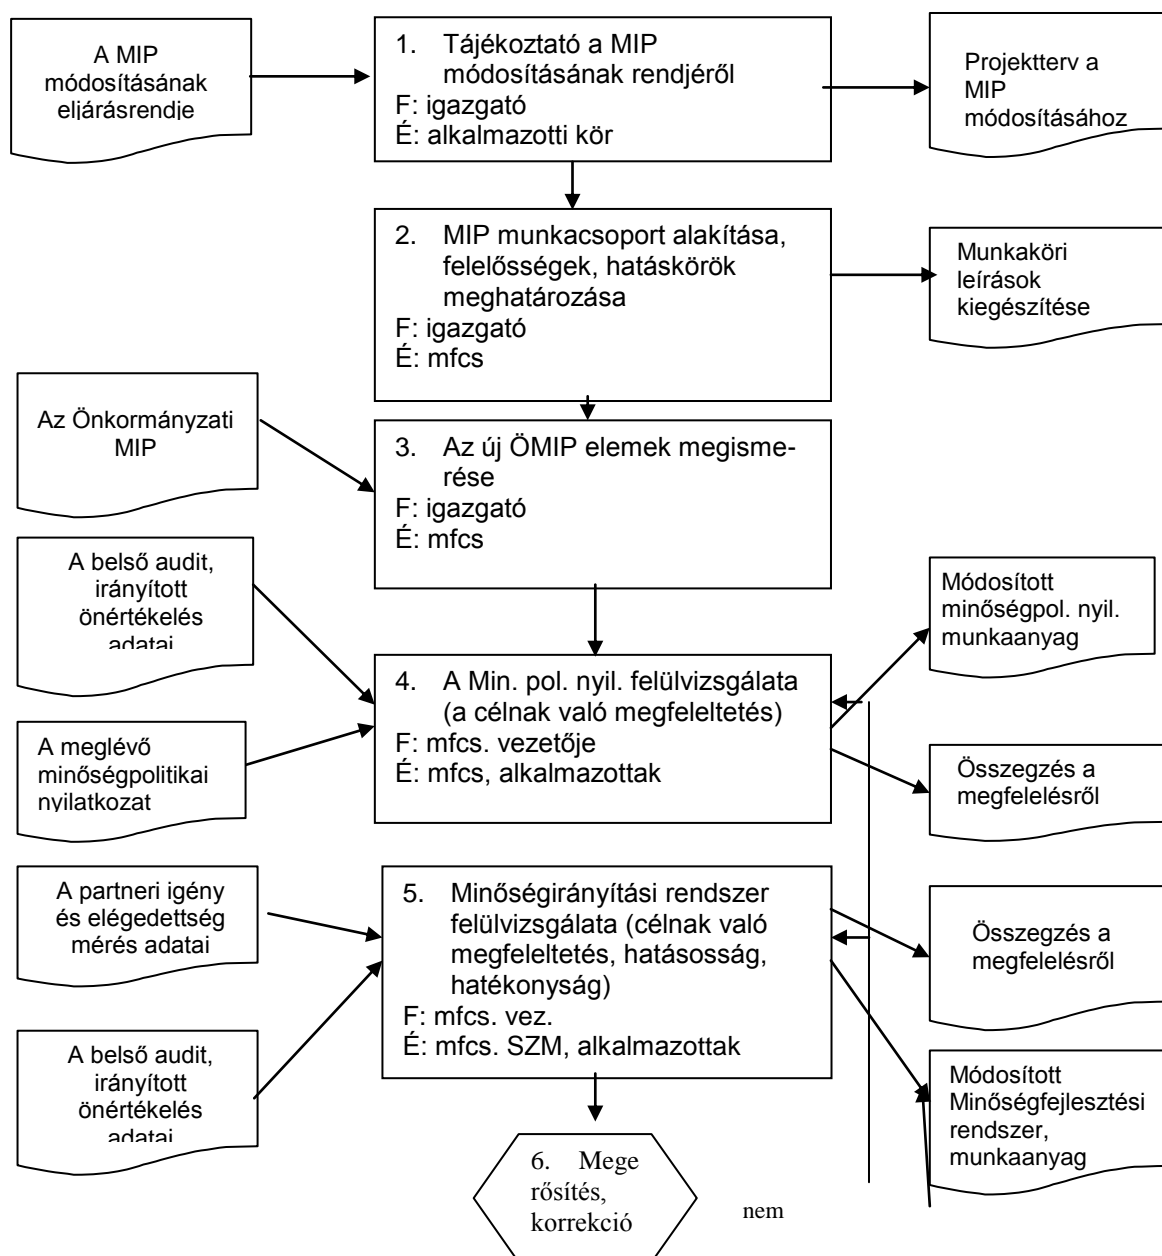 A MIP
módosításának
eljárásrendje
1. Tájékoztató a MIP
módosításának rendjéről
F: igazgató
É: alkalmazotti kör
Projektterv a
MIP
módosításához
2. MIP munkacsoport alakítása,
felelősségek, hatáskörök
meghatározása
F: igazgató
É: mfcs
Munkaköri
leírások
kiegészítése
Az Önkormányzati
MIP
3. Az új ÖMIP elemek megisme-
rése
F: igazgató
É: mfcs
A belső audit,
irányított
önértékelés
adatai
Módosított
minőségpol. nyil.
munkaanyag
4. A Min. pol. nyil. felülvizsgálata
(a célnak való megfeleltetés)
F: mfcs. vezetője
É: mfcs, alkalmazottak
A meglévő
minőségpolitikai
nyilatkozat
Összegzés a
megfelelésről
A partneri igény
és elégedettség
mérés adatai
5. Minőségirányítási rendszer
felülvizsgálata (célnak való
megfeleltetés, hatásosság,
hatékonyság)
F: mfcs. vez.
É: mfcs. SZM, alkalmazottak
Összegzés a
megfelelésről
A belső audit,
irányított
önértékelés
adatai
Módosított
Minőségfejlesztési
rendszer,
munkaanyag
6. Mege
rősítés,
korrekció
nem